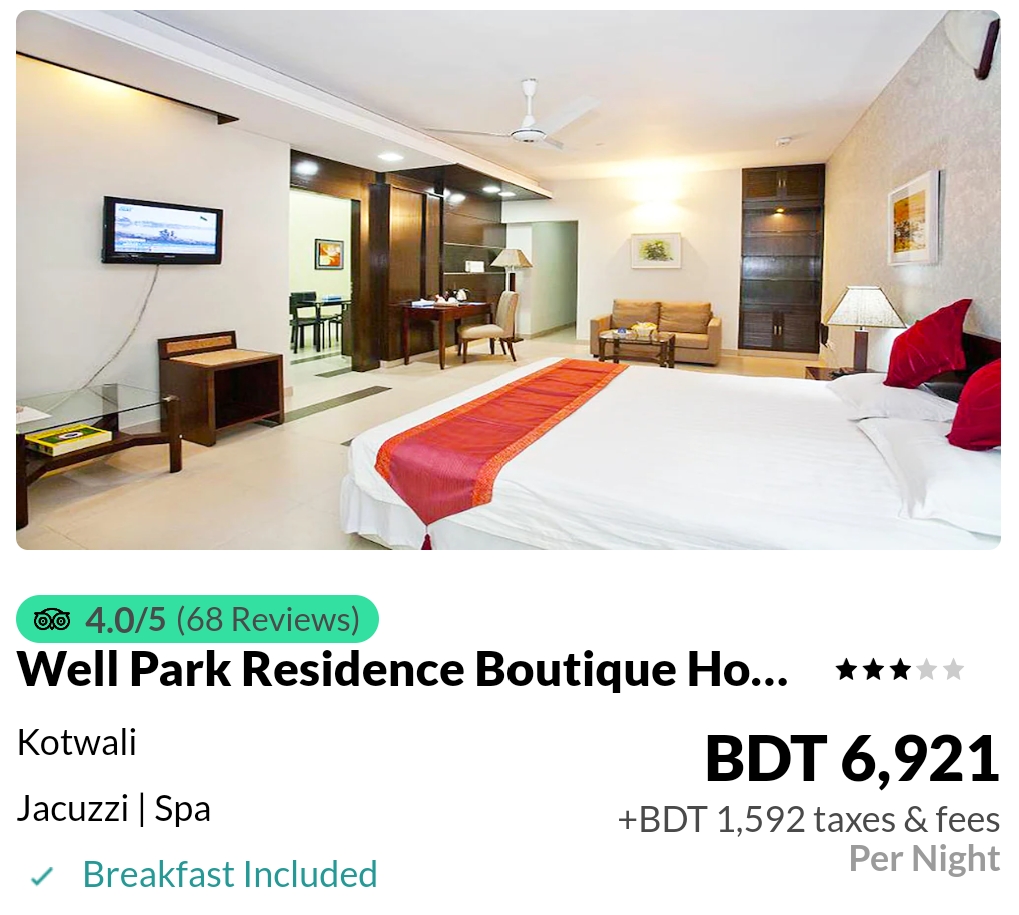 4.0/5 (68 Reviews)
Well Park Residence Boutique Ho...
Kotwali
BDT 6,921
Jacuzzi | Spa
+BDT 1,592 taxes & fees
Per Night
Breakfast Included